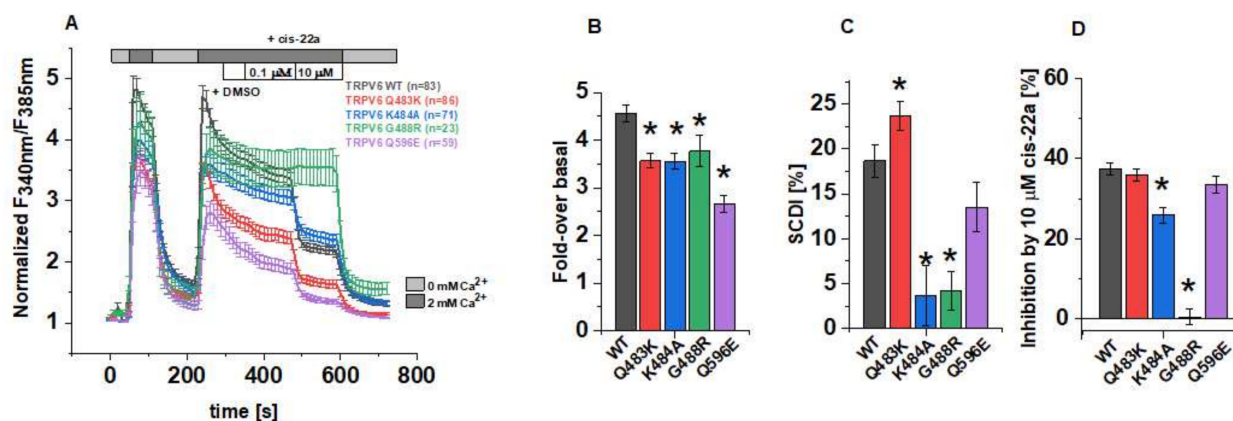 A
+ cis-22a
0.1 µM 10 µM
+ DMSO
TRPV6 WT (n=83)
TRPV6 Q483K (n=86)
TRPV6 K484A (n=71)
TRPV6 G488R (n=23)
TRPV6 Q596E (n=59)
Normalized F340nm/F385nm
5
4
3
2
1
0 mM Ca2+
2 mM Ca2+
0 200 400 600 800
time [s]
B
Fold-over basal
5
4
3
2
1
0
* * * *
WT
Q483K
K484A
G488R
Q596E
C
SCDI [%]
25
20
15
10
5
0
* * *
WT
Q483K
K484A
G488R
Q596E
D
Inhibition by 10 µM cis-22a [%]
60
40
20
0
* *
WT
Q483K
K484A
G488R
Q596E